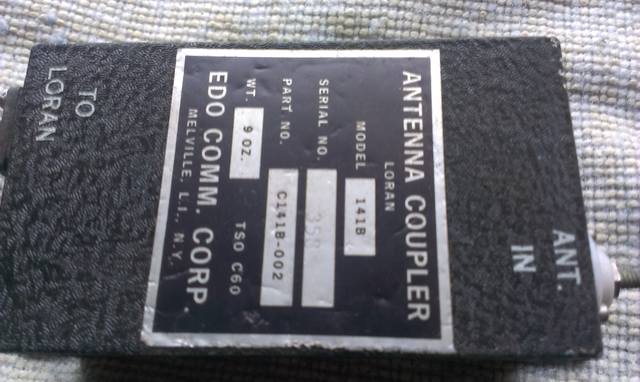 ANT.
IN
ANTENNA COUPLER
LORAN
MODEL 141B
SERIAL NO. 358
PART NO. C141B-002
WT. 9 OZ. TSO C60
EDO COMM. CORP.
MELVILLE, L.I., N.Y.
TO
LORAN